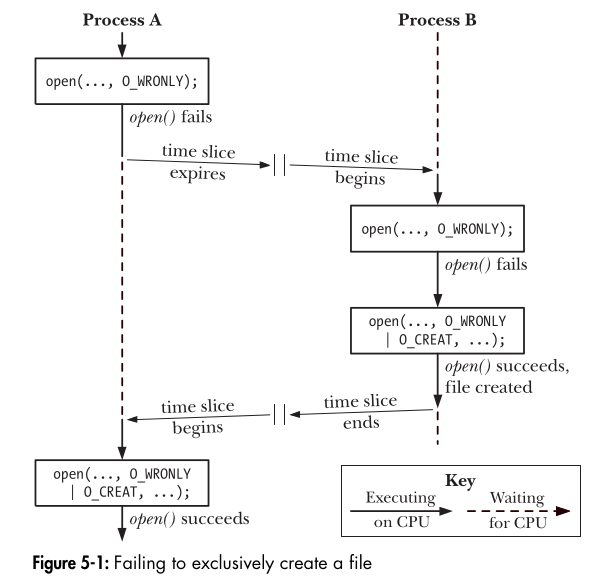 Process A
Process B
open(..., O_WRONLY);
open() fails
time slice
expires
time slice
begins
open(..., O_WRONLY);
open() fails
open(..., O_WRONLY
| O_CREAT, ...);
open() succeeds,
file created
time slice
ends
time slice
begins
open(..., O_WRONLY
| O_CREAT, ...);
open() succeeds
Key
Executing
on CPU
Waiting
for CPU
Figure 5-1: Failing to exclusively create a file